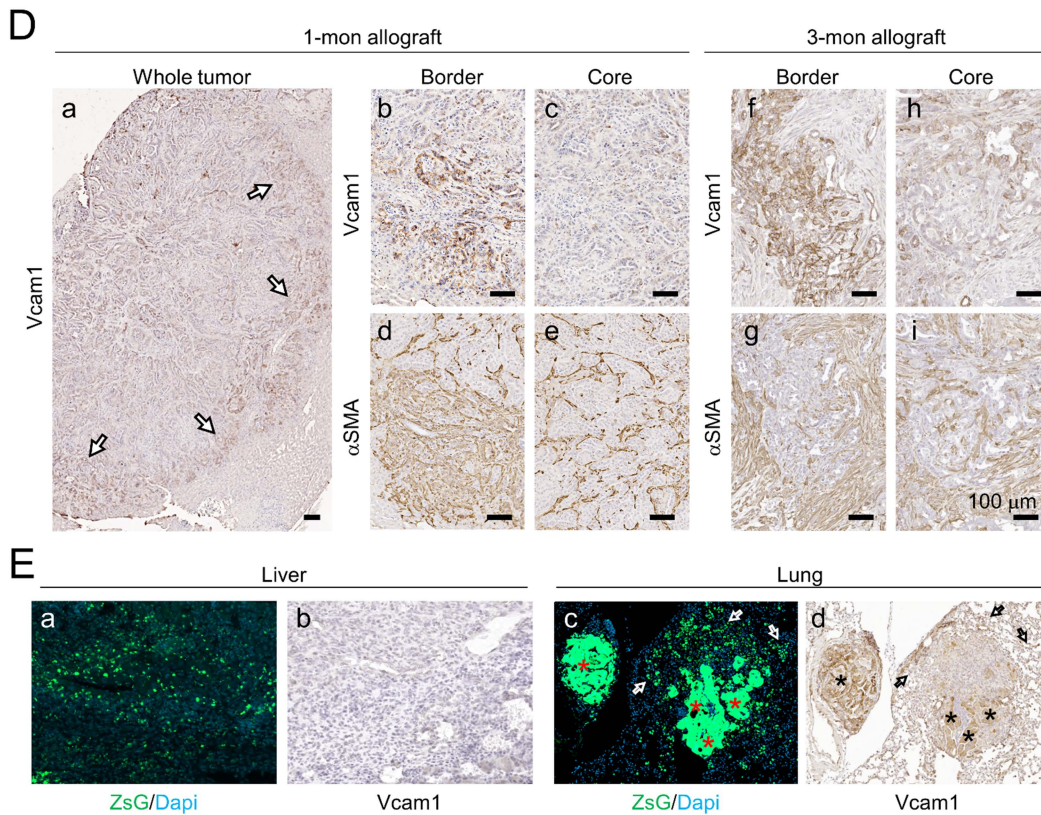 D
1-mon allograft
3-mon allograft
Whole tumor
Border
Core
Border
Core
a
b
c
f
h
Vcam1
Vcam1
Vcam1
d
e
g
i
αSMA
αSMA
100 μm
E
Liver
Lung
a
b
c
d
*
*
*
*
*
*
*
*
ZsG/Dapi
Vcam1
ZsG/Dapi
Vcam1